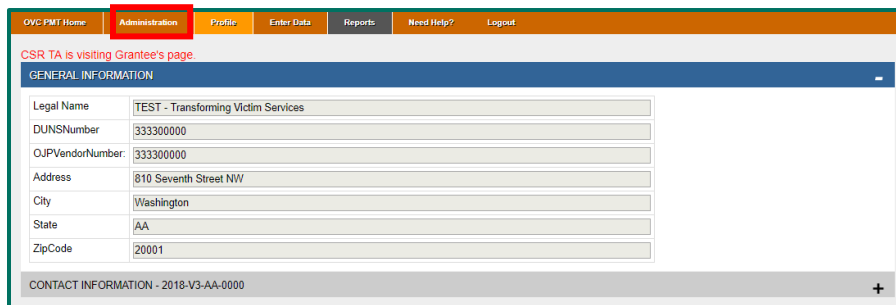 OVC PMT Home Administration Profile Enter Data Reports Need Help? Logout
CSR TA is visiting Grantee's page.
GENERAL INFORMATION -
Legal Name TEST - Transforming Victim Services
DUNSNumber 333300000
OJPVendorNumber: 333300000
Address 810 Seventh Street NW
City Washington
State AA
ZipCode 20001
CONTACT INFORMATION - 2018-V3-AA-0000 +